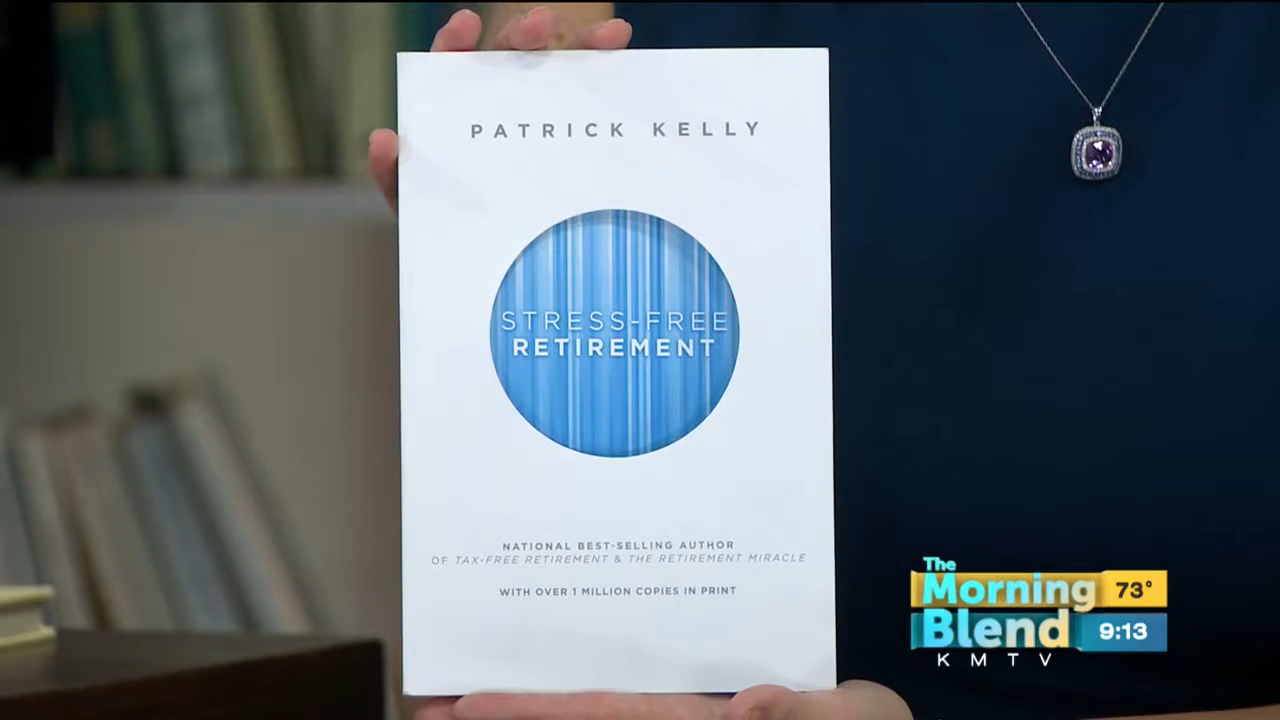 PATRICK KELLY
STRESS-FREE
RETIREMENT
NATIONAL BEST-SELLING AUTHOR
OF TAX-FREE RETIREMENT & THE RETIREMENT MIRACLE
WITH OVER 1 MILLION COPIES IN PRINT
The
Morning
73°
Blend
9:13
KMTV